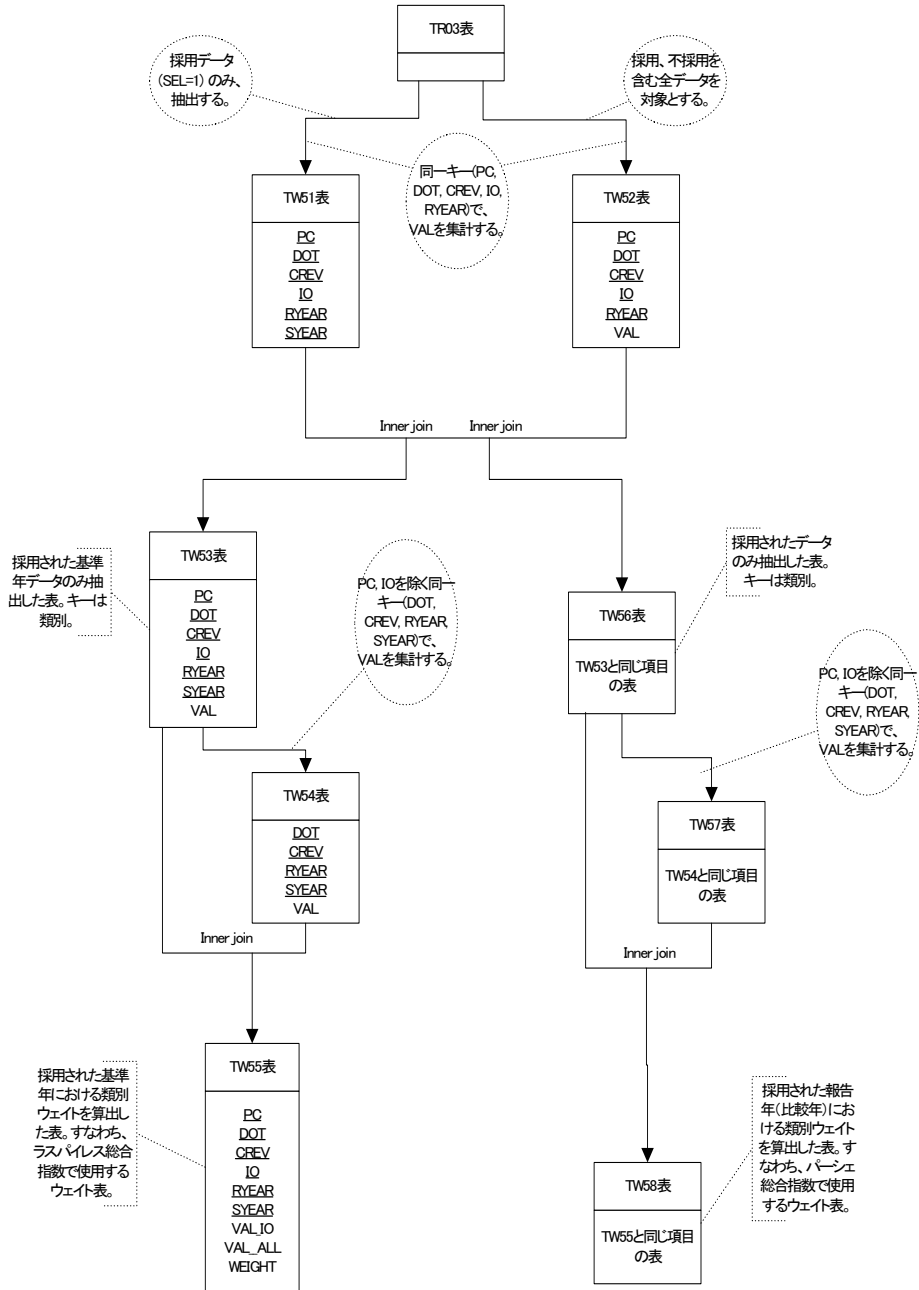 TR03表
採用データ
(SEL=1) のみ、
抽出する。
採用、不採用を
含む全データを
対象とする。
同一キー(PC,
DOT, CREV, IO,
RYEAR)で、
VALを集計する。
TW51表
PC
DOT
CREV
IO
RYEAR
SYEAR
TW52表
PC
DOT
CREV
IO
RYEAR
VAL
Inner join
Inner join
TW53表
PC
DOT
CREV
IO
RYEAR
SYEAR
VAL
採用された基準
年データのみ抽
出した表。キーは
類別。
PC, IOを除く同一
キー(DOT,
CREV, RYEAR,
SYEAR)で、
VALを集計する。
TW54表
DOT
CREV
RYEAR
SYEAR
VAL
Inner join
TW55表
PC
DOT
CREV
IO
RYEAR
SYEAR
VAL_IO
VAL_ALL
WEIGHT
採用された基準
年における類別
ウェイトを算出し
た表。すなわち、
ラスパイレス総合
指数で使用する
ウェイト表。
採用されたデータ
のみ抽出した表。
キーは類別。
TW56表
TW53と同じ項目
の表
PC, IOを除く同一
キー(DOT,
CREV, RYEAR,
SYEAR)で、
VALを集計する。
TW57表
TW54と同じ項目
の表
Inner join
TW58表
TW55と同じ項目
の表
採用された報告
年(比較年)にお
ける類別ウェイト
を算出した表。す
なわち、パーシェ
総合指数で使用
するウェイト表。